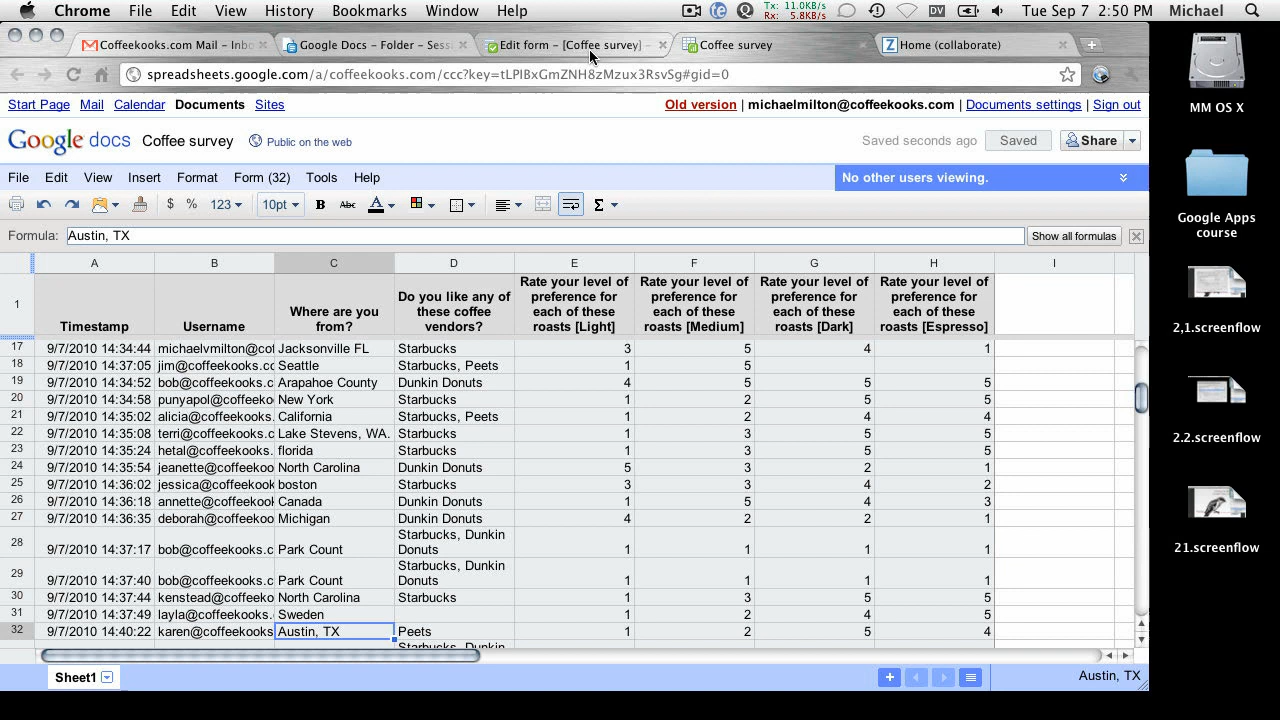 Chrome File Edit View History Bookmarks Window Help Tx: 11.0KB/s Rx: 5.8KB/s DV Tue Sep 7 2:50 PM Michael
Coffeekooks.com Mail – Inbo Google Docs – Folder – Sessi Edit form – [Coffee survey] – Coffee survey Home (collaborate)
spreadsheets.google.com/a/coffeekooks.com/ccc?key=tLPlBxGmZNH8zMzux3RsvSg#gid=0
Start Page Mail Calendar Documents Sites Old version | michaelmilton@coffeekooks.com | Documents settings | Sign out
Google docs Coffee survey Public on the web Saved seconds ago Saved Share
File Edit View Insert Format Form (32) Tools Help No other users viewing.
$ % 123 10pt B Abc A Σ
Formula: Austin, TX Show all formulas
A B C D E F G H I
1 Timestamp Username Where are you from? Do you like any of these coffee vendors? Rate your level of preference for each of these roasts [Light] Rate your level of preference for each of these roasts [Medium] Rate your level of preference for each of these roasts [Dark] Rate your level of preference for each of these roasts [Espresso]
17 9/7/2010 14:34:44 michaelvmilton@cof Jacksonville FL Starbucks 3 5 4 1
18 9/7/2010 14:37:05 jim@coffeekooks.cc Seattle Starbucks, Peets 1 5
19 9/7/2010 14:34:52 bob@coffeekooks.c Arapahoe County Dunkin Donuts 4 5 5 5
20 9/7/2010 14:34:58 punyapol@coffeeko New York Starbucks 1 2 5 5
21 9/7/2010 14:35:02 alicia@coffeekooks. California Starbucks, Peets 1 2 4 4
22 9/7/2010 14:35:08 terri@coffeekooks.c Lake Stevens, WA. Starbucks 1 3 5 5
23 9/7/2010 14:35:24 hetal@coffeekooks. florida Starbucks 1 3 5 5
24 9/7/2010 14:35:54 jeanette@coffeekoo North Carolina Dunkin Donuts 5 3 2 1
25 9/7/2010 14:36:02 jessica@coffeekook boston Starbucks 3 3 4 2
26 9/7/2010 14:36:18 annette@coffeekook Canada Dunkin Donuts 1 5 4 3
27 9/7/2010 14:36:35 deborah@coffeekoo Michigan Dunkin Donuts 4 2 2 1
28 9/7/2010 14:37:17 bob@coffeekooks.c Park Count Starbucks, Dunkin Donuts 1 1 1 1
29 9/7/2010 14:37:40 bob@coffeekooks.c Park Count Starbucks, Dunkin Donuts 1 1 1 1
30 9/7/2010 14:37:44 kenstead@coffeekoo North Carolina Starbucks 1 3 5 5
31 9/7/2010 14:37:49 layla@coffeekooks. Sweden 1 2 4 5
32 9/7/2010 14:40:22 karen@coffeekooks Austin, TX Peets 1 2 5 4
Starbucks, Dunkin
Sheet1 Austin, TX
MM OS X
Google Apps
course
2,1.screenflow
2.2.screenflow
21.screenflow